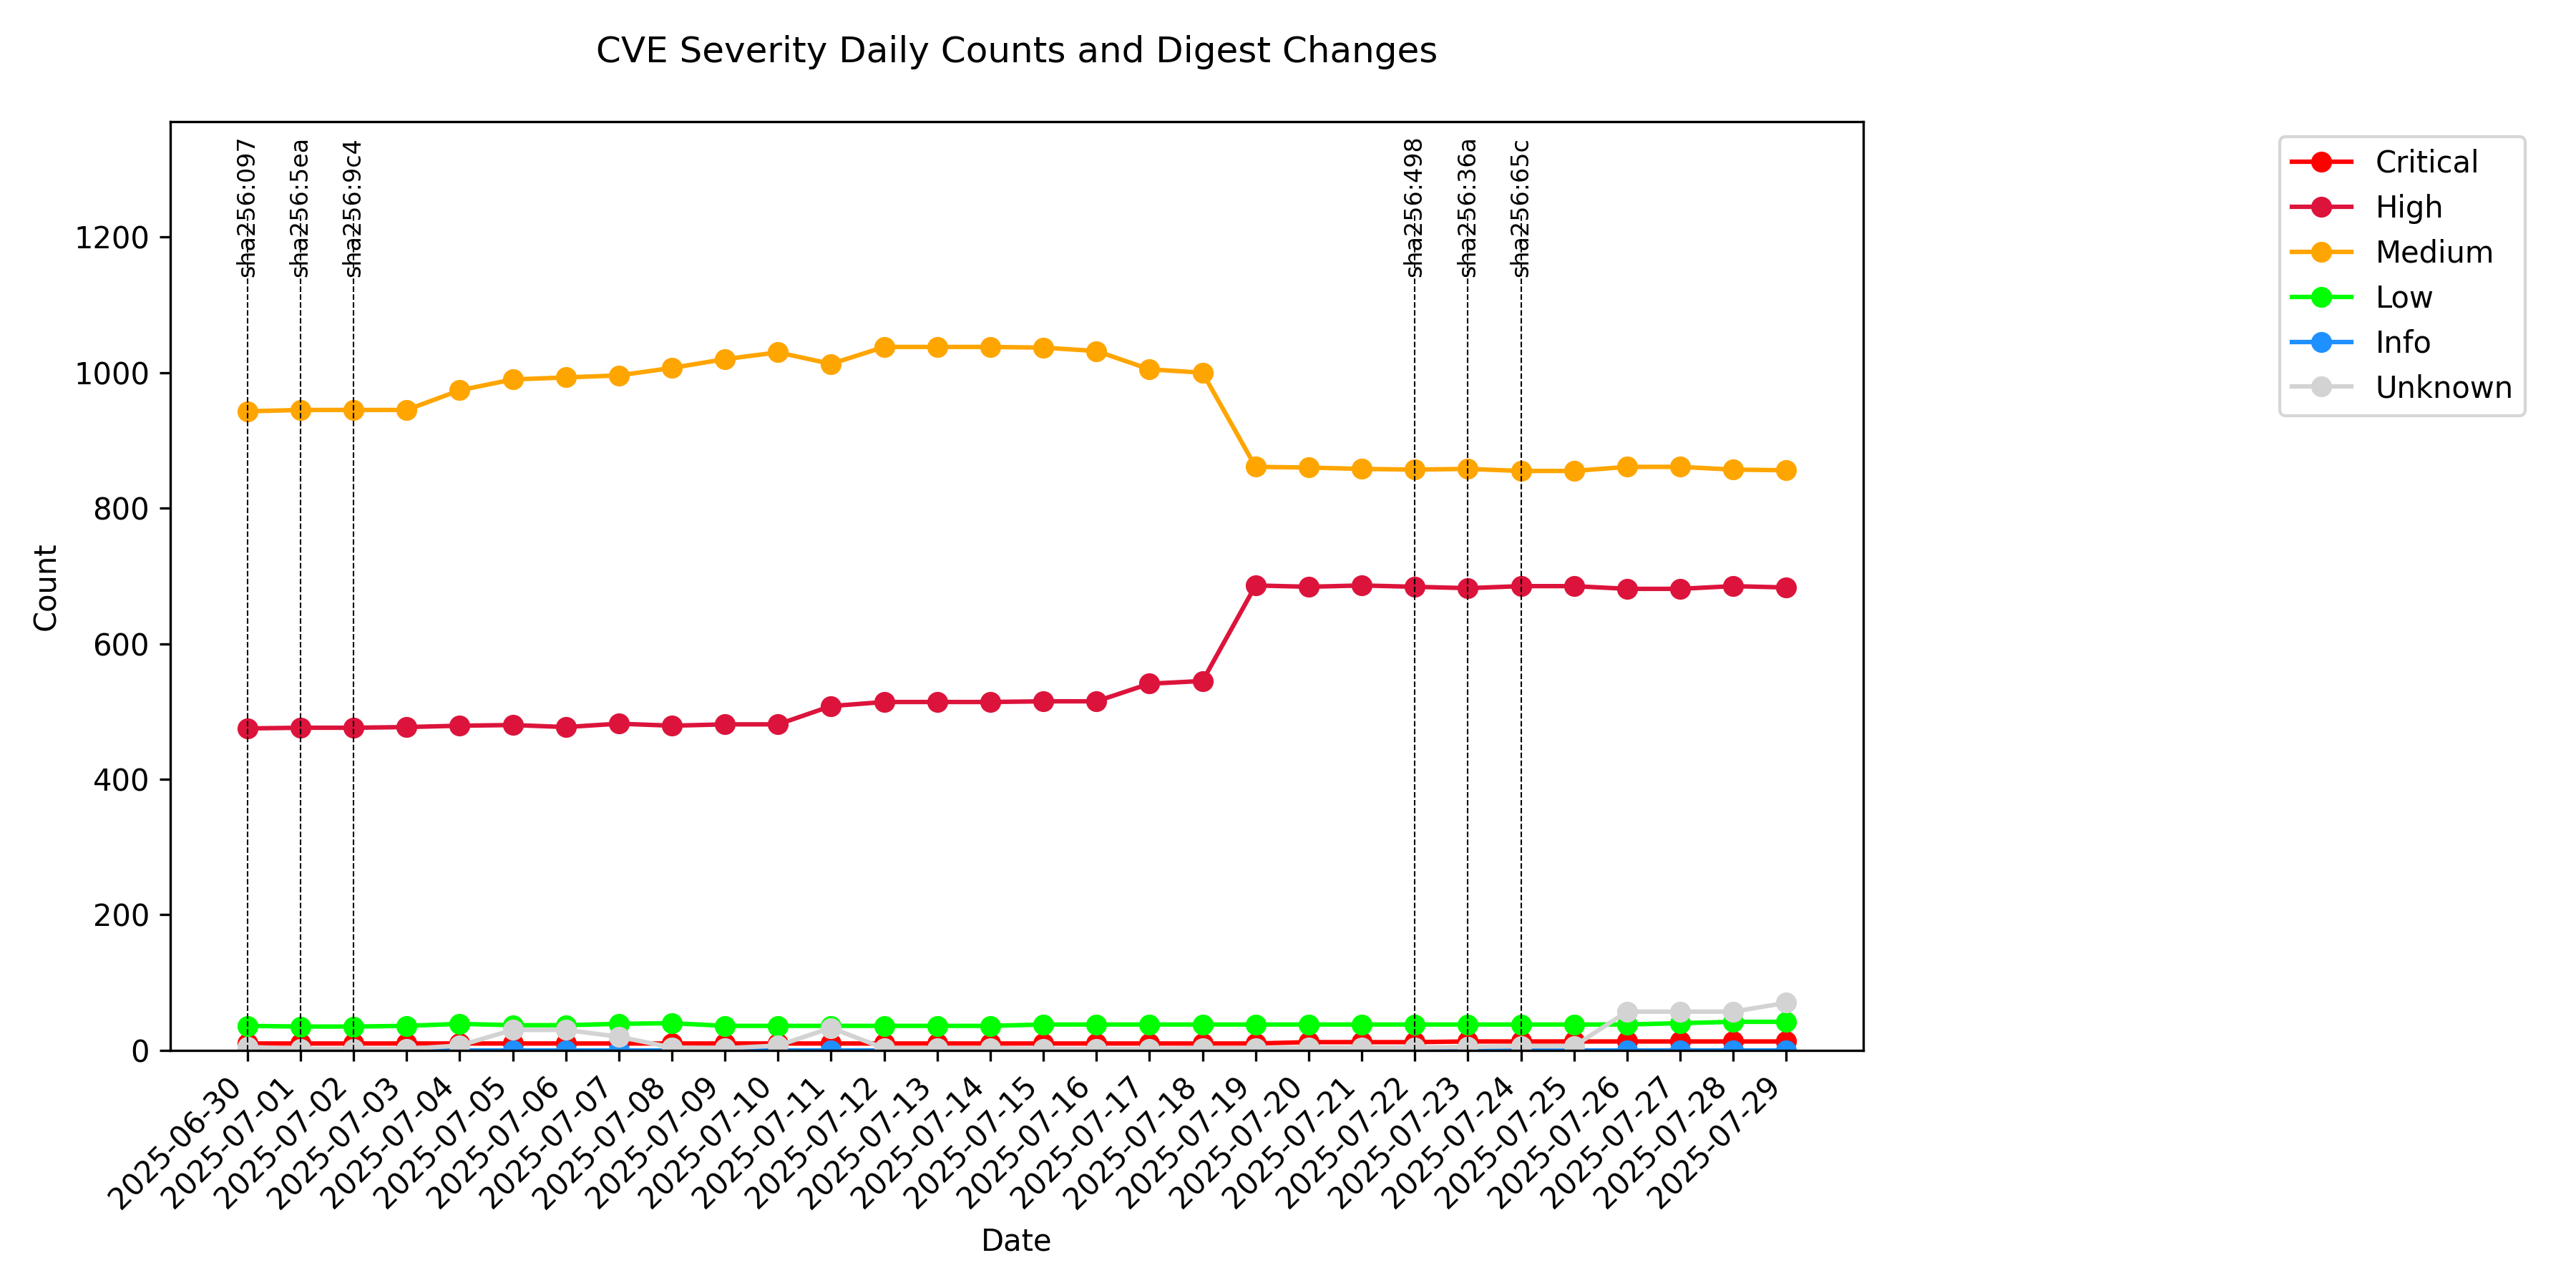 CVE Severity Daily Counts and Digest Changes
sha256:097
sha256:5ea
sha256:9c4
sha256:498
sha256:36a
sha256:65c
Critical
High
Medium
Low
Info
Unknown
Count
1200
1000
800
600
400
200
0
2025-06-30
2025-07-01
2025-07-02
2025-07-03
2025-07-04
2025-07-05
2025-07-06
2025-07-07
2025-07-08
2025-07-09
2025-07-10
2025-07-11
2025-07-12
2025-07-13
2025-07-14
2025-07-15
2025-07-16
2025-07-17
2025-07-18
2025-07-19
2025-07-20
2025-07-21
2025-07-22
2025-07-23
2025-07-24
2025-07-25
2025-07-26
2025-07-27
2025-07-28
2025-07-29
Date